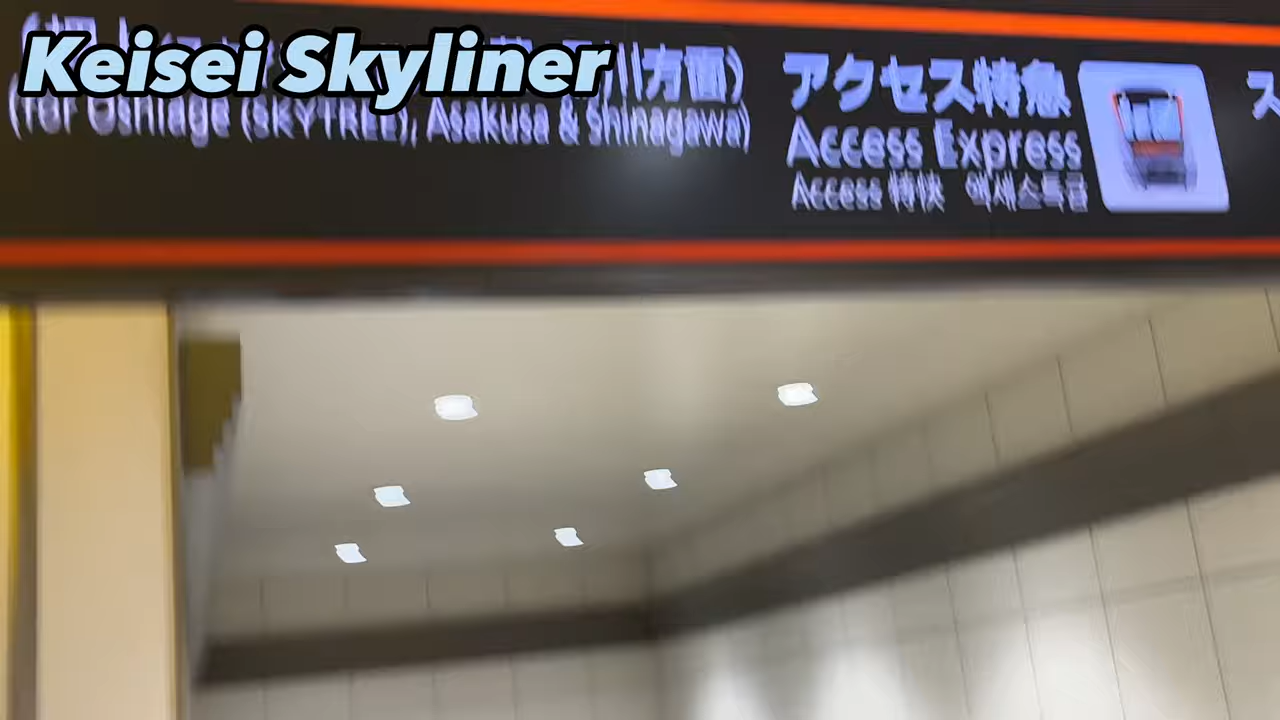 Keisei Skyliner
川方面)
(for Oshiage (SKYTREE), Asakusa & Shinagawa)
アクセス特急
Access Express
Access 特快 액세스특급
ス